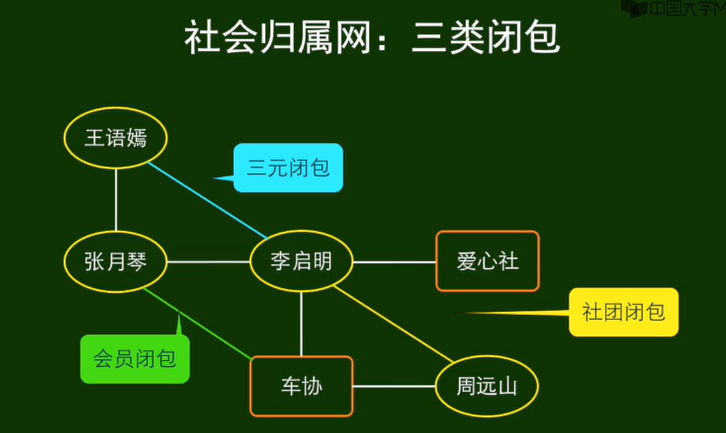 中国大学M
社会归属网：三类闭包
王语嫣
三元闭包
张月琴
李启明
爱心社
社团闭包
会员闭包
车协
周远山